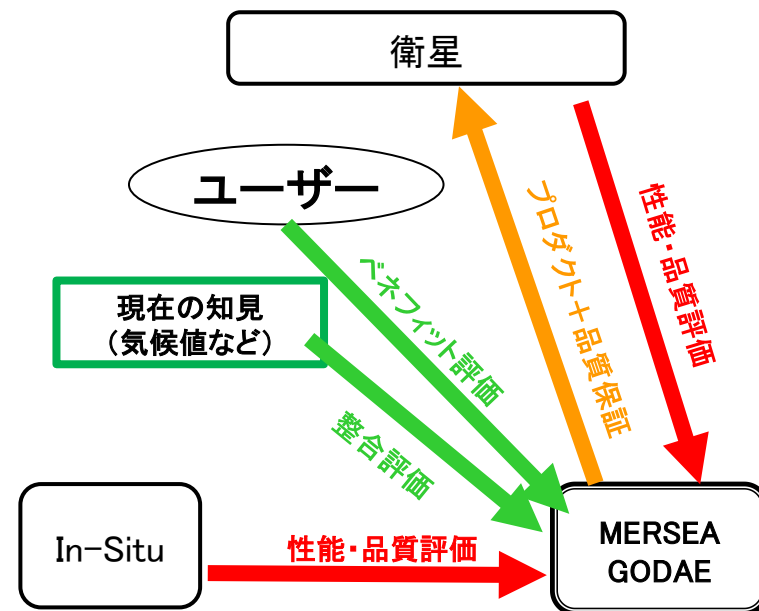 衛星
ユーザー
ベネフィット評価
プロダクト＋品質保証
性能・品質評価
現在の知見
（気候値など）
整合評価
In-Situ
性能・品質評価
MERSEA
GODAE